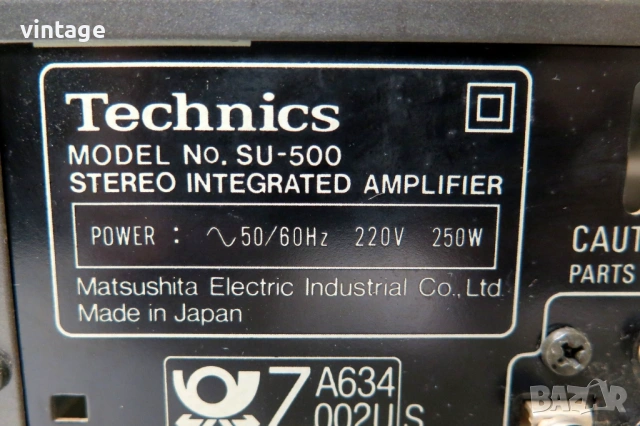 vintage
Technics
MODEL No. SU-500
STEREO INTEGRATED AMPLIFIER
POWER : ∿50/60Hz 220V 250W
Matsushita Electric Industrial Co., Ltd
Made in Japan
CAUT
PARTS
7 A634
002U S
BAZAR